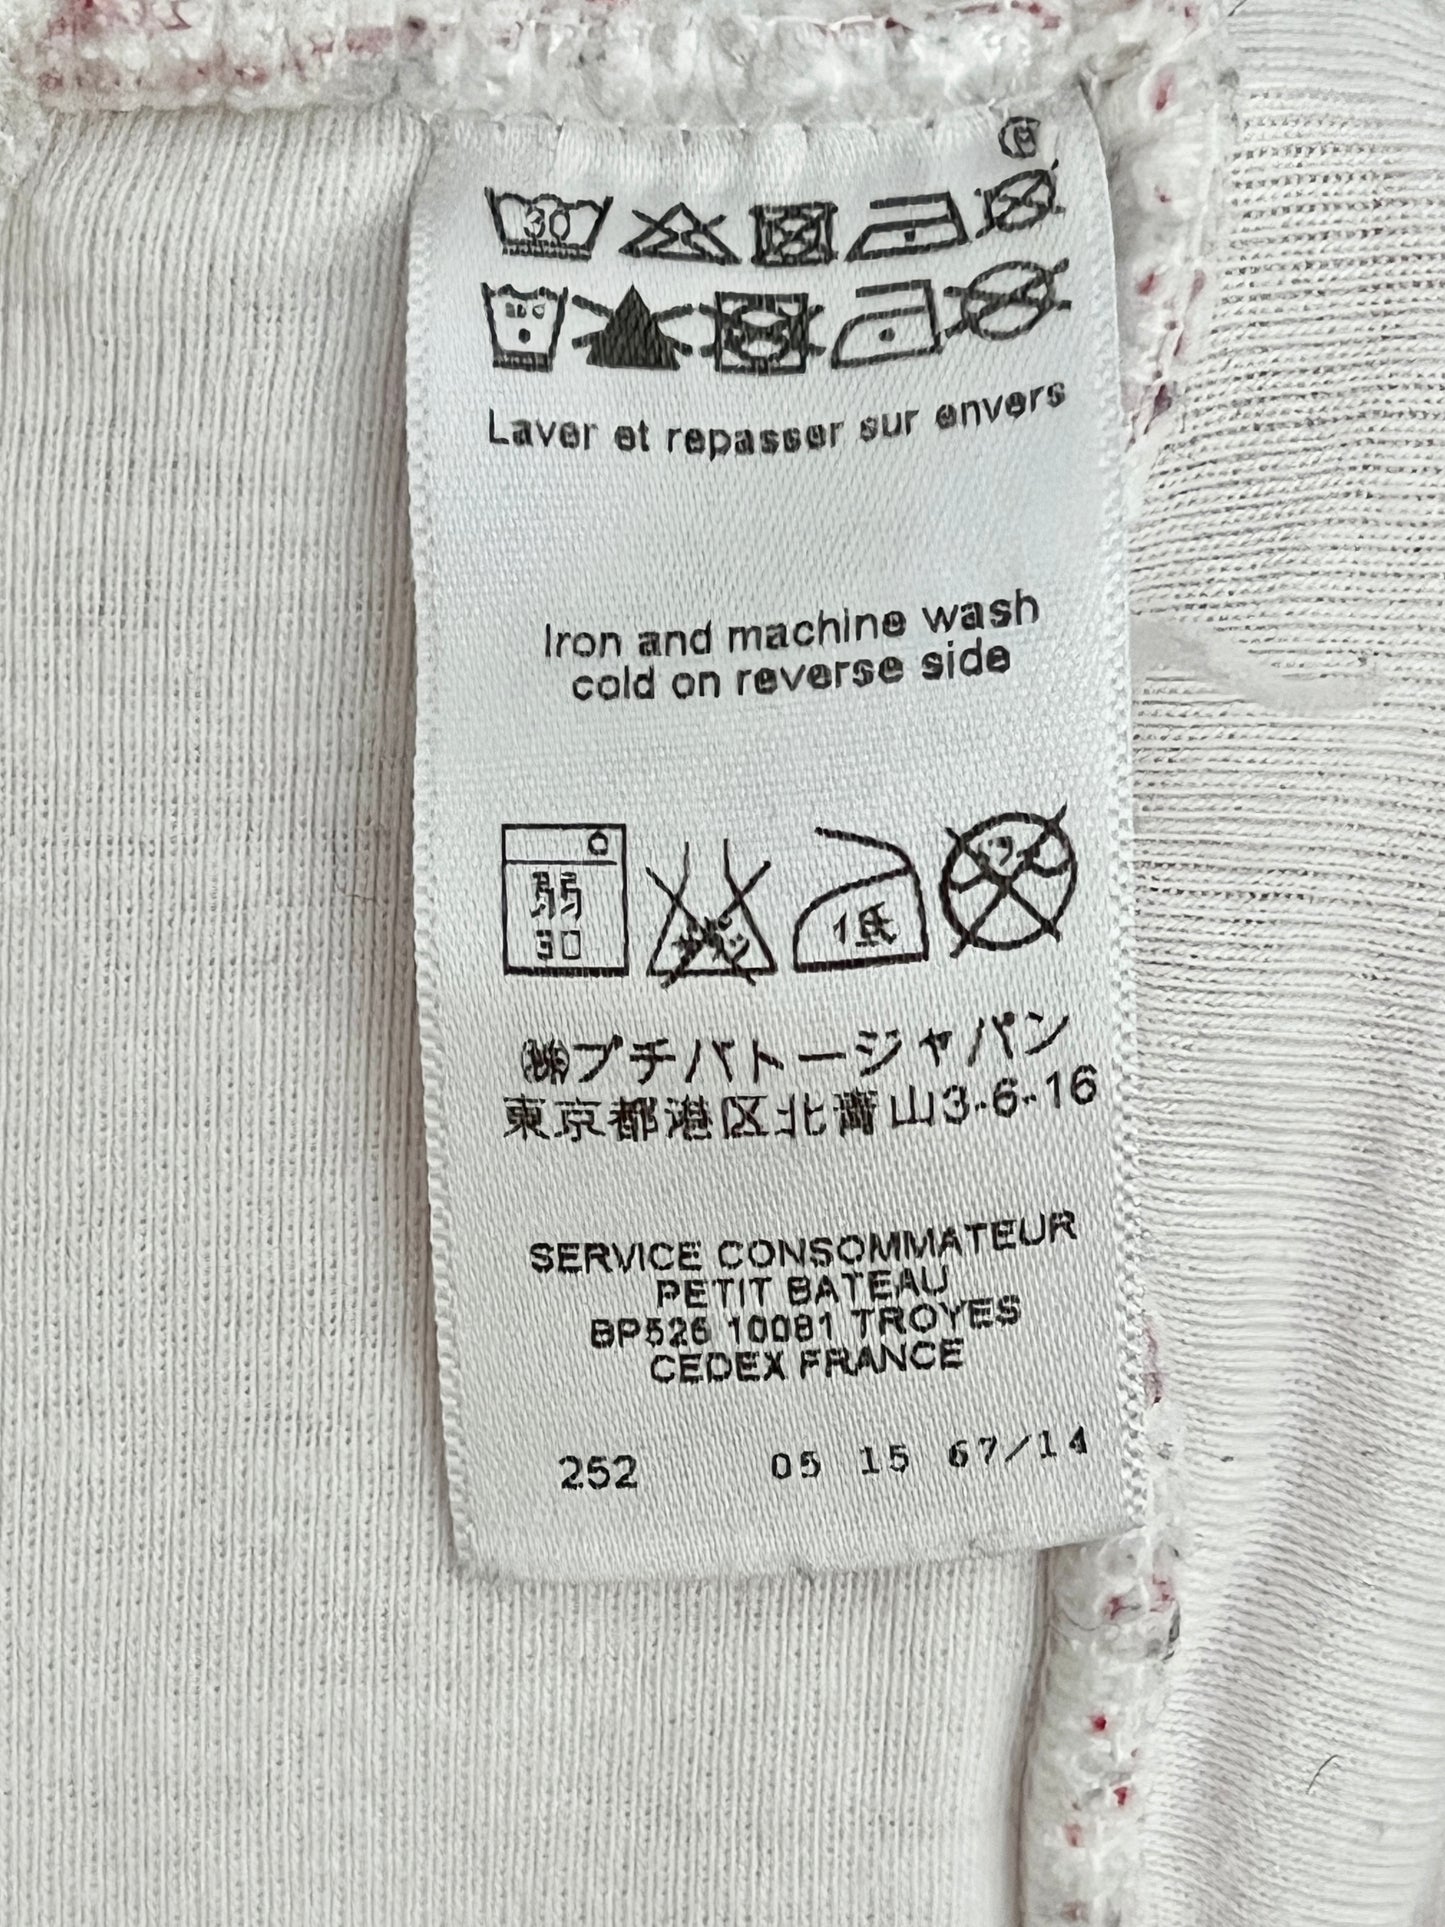 30
Laver et repasser sur envers
Iron and machine wash
cold on reverse side
弱
30
低
㈱プチバトージャパン
東京都港区北青山3-6-16
SERVICE CONSOMMATEUR
PETIT BATEAU
BP526 10081 TROYES
CEDEX FRANCE
252 05 15 67/14